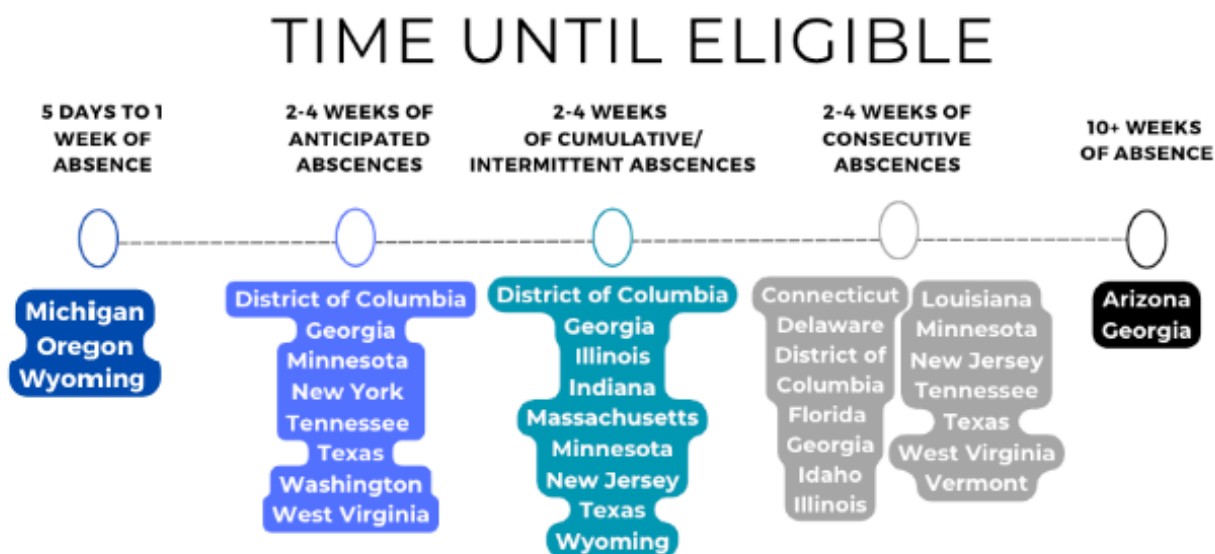 TIME UNTIL ELIGIBLE
5 DAYS TO 1
WEEK OF
ABSENCE
2-4 WEEKS OF
ANTICIPATED
ABSCENCES
2-4 WEEKS
OF CUMULATIVE/
INTERMITTENT ABSCENCES
2-4 WEEKS OF
CONSECUTIVE
ABSCENCES
10+ WEEKS
OF ABSENCE
Michigan
Oregon
Wyoming
District of Columbia
Georgia
Minnesota
New York
Tennessee
Texas
Washington
West Virginia
District of Columbia
Georgia
Illinois
Indiana
Massachusetts
Minnesota
New Jersey
Texas
Wyoming
Connecticut
Delaware
District of
Columbia
Florida
Georgia
Idaho
Illinois
Louisiana
Minnesota
New Jersey
Tennessee
Texas
West Virginia
Vermont
Arizona
Georgia